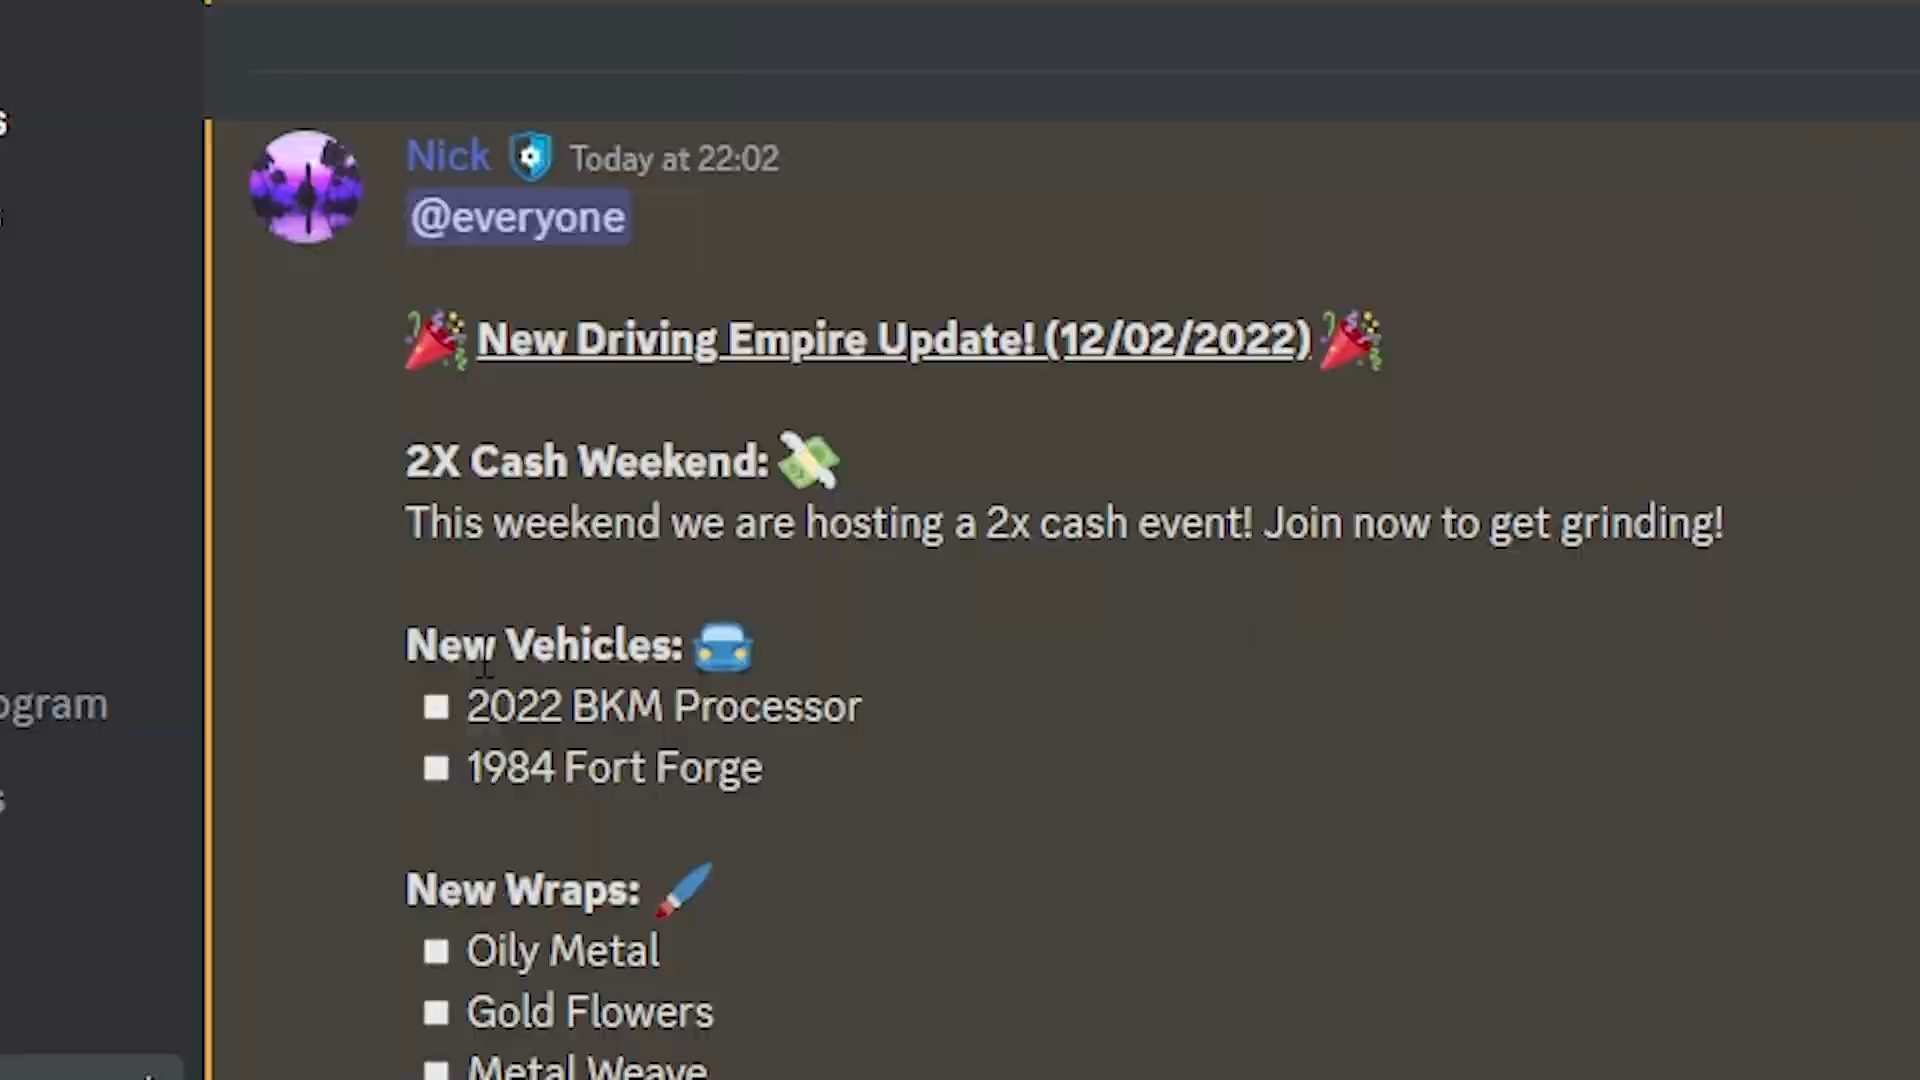 Nick Today at 22:02
@everyone
New Driving Empire Update! (12/02/2022)
2X Cash Weekend:
This weekend we are hosting a 2x cash event! Join now to get grinding!
New Vehicles:
2022 BKM Processor
1984 Fort Forge
ogram
New Wraps:
Oily Metal
Gold Flowers
Metal Weave